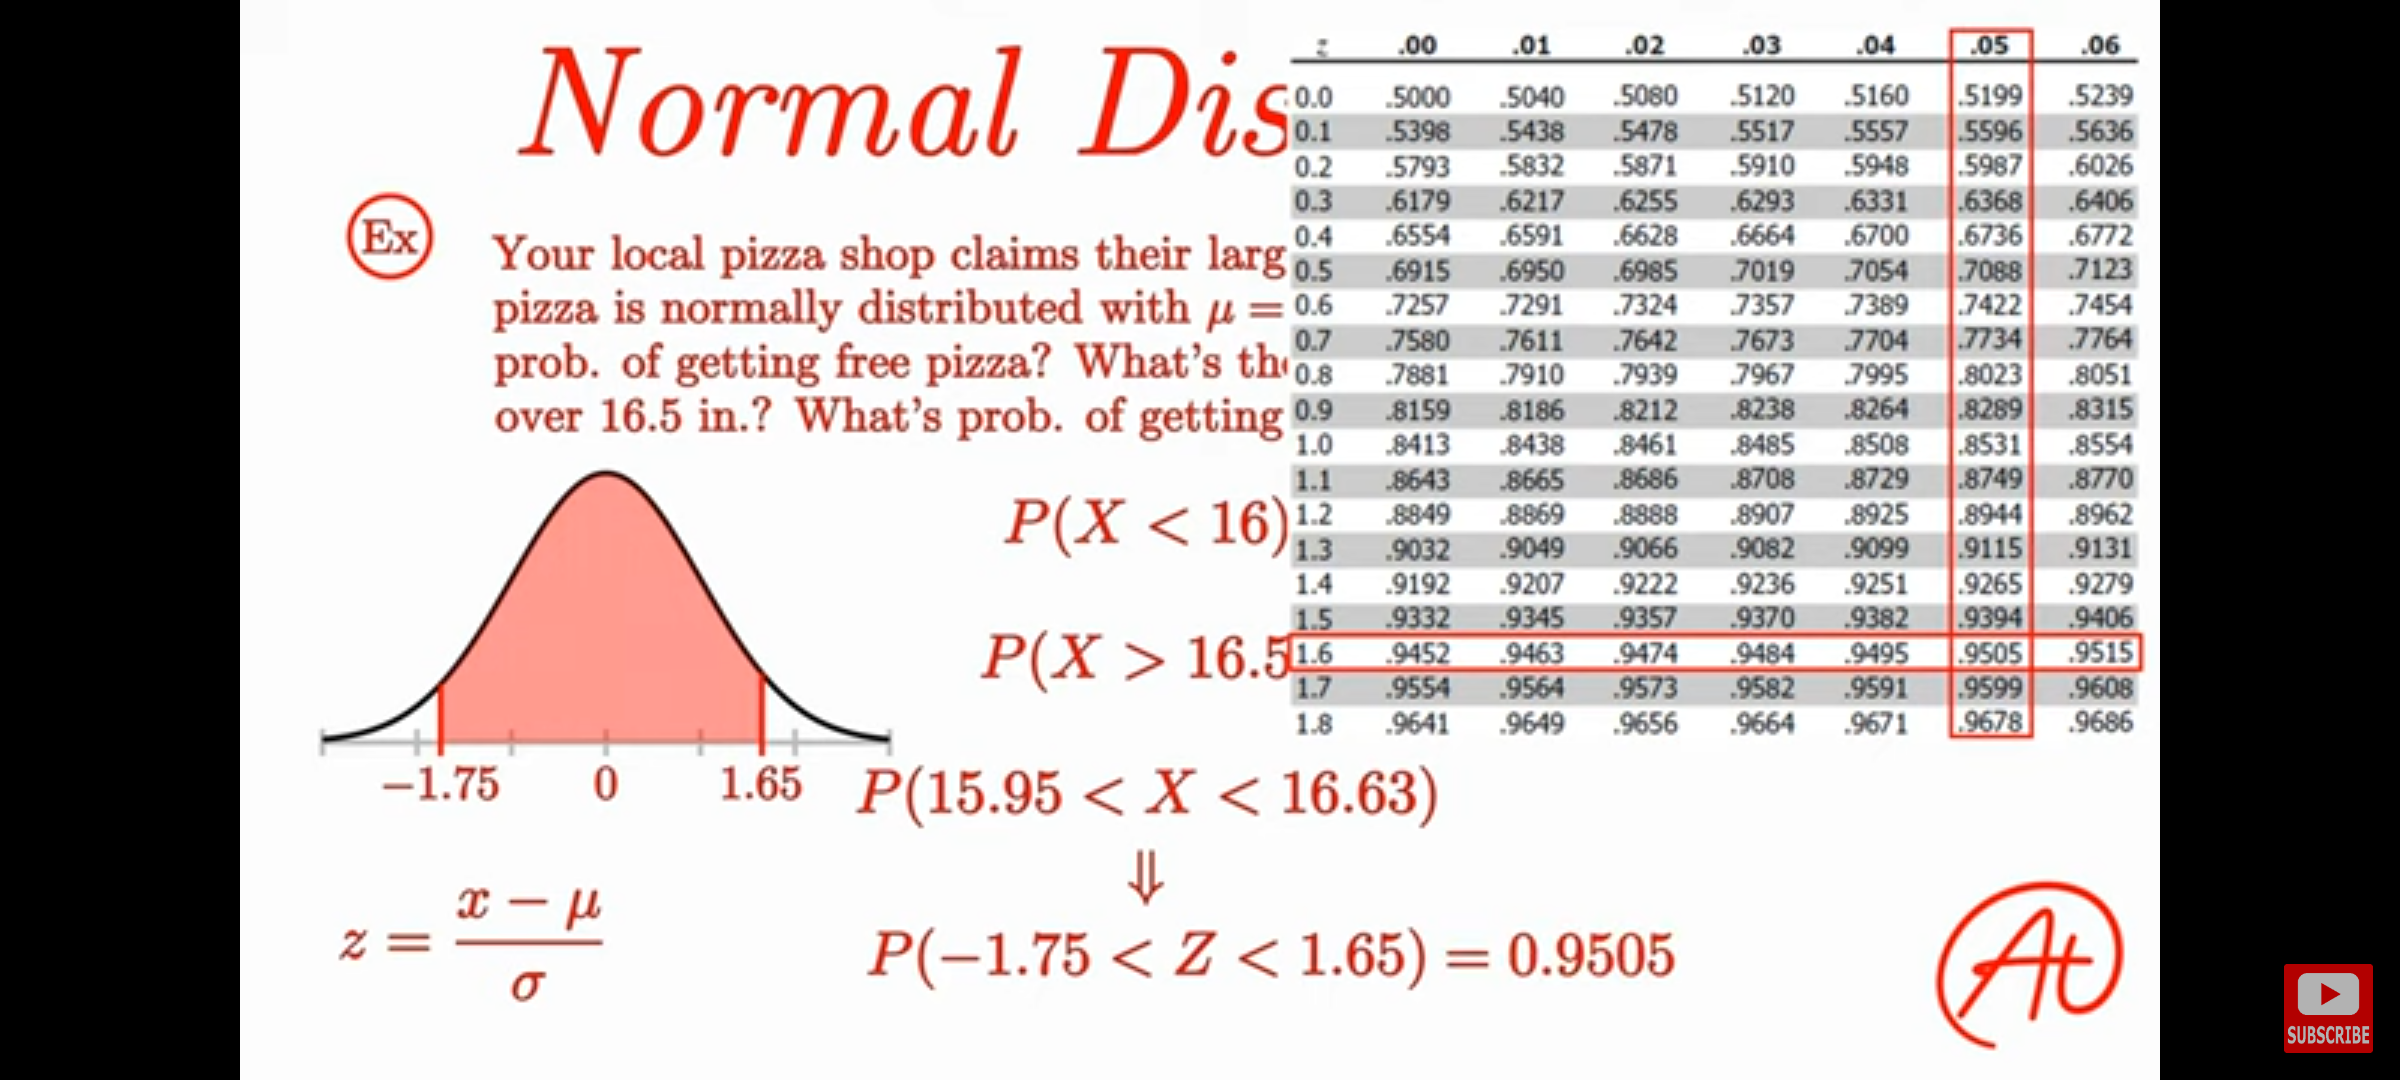 Normal Dis
Ex
Your local pizza shop claims their larg
pizza is normally distributed with μ =
prob. of getting free pizza? What's th
over 16.5 in.? What's prob. of getting
z .00 .01 .02 .03 .04 .05 .06
0.0 .5000 .5040 .5080 .5120 .5160 .5199 .5239
0.1 .5398 .5438 .5478 .5517 .5557 .5596 .5636
0.2 .5793 .5832 .5871 .5910 .5948 .5987 .6026
0.3 .6179 .6217 .6255 .6293 .6331 .6368 .6406
0.4 .6554 .6591 .6628 .6664 .6700 .6736 .6772
0.5 .6915 .6950 .6985 .7019 .7054 .7088 .7123
0.6 .7257 .7291 .7324 .7357 .7389 .7422 .7454
0.7 .7580 .7611 .7642 .7673 .7704 .7734 .7764
0.8 .7881 .7910 .7939 .7967 .7995 .8023 .8051
0.9 .8159 .8186 .8212 .8238 .8264 .8289 .8315
1.0 .8413 .8438 .8461 .8485 .8508 .8531 .8554
1.1 .8643 .8665 .8686 .8708 .8729 .8749 .8770
1.2 .8849 .8869 .8888 .8907 .8925 .8944 .8962
1.3 .9032 .9049 .9066 .9082 .9099 .9115 .9131
1.4 .9192 .9207 .9222 .9236 .9251 .9265 .9279
1.5 .9332 .9345 .9357 .9370 .9382 .9394 .9406
1.6 .9452 .9463 .9474 .9484 .9495 .9505 .9515
1.7 .9554 .9564 .9573 .9582 .9591 .9599 .9608
1.8 .9641 .9649 .9656 .9664 .9671 .9678 .9686
P(X < 16)
P(X > 16.5
−1.75 0 1.65
P(15.95 < X < 16.63)
⇓
z = (x − μ)/σ
P(−1.75 < Z < 1.65) = 0.9505
SUBSCRIBE